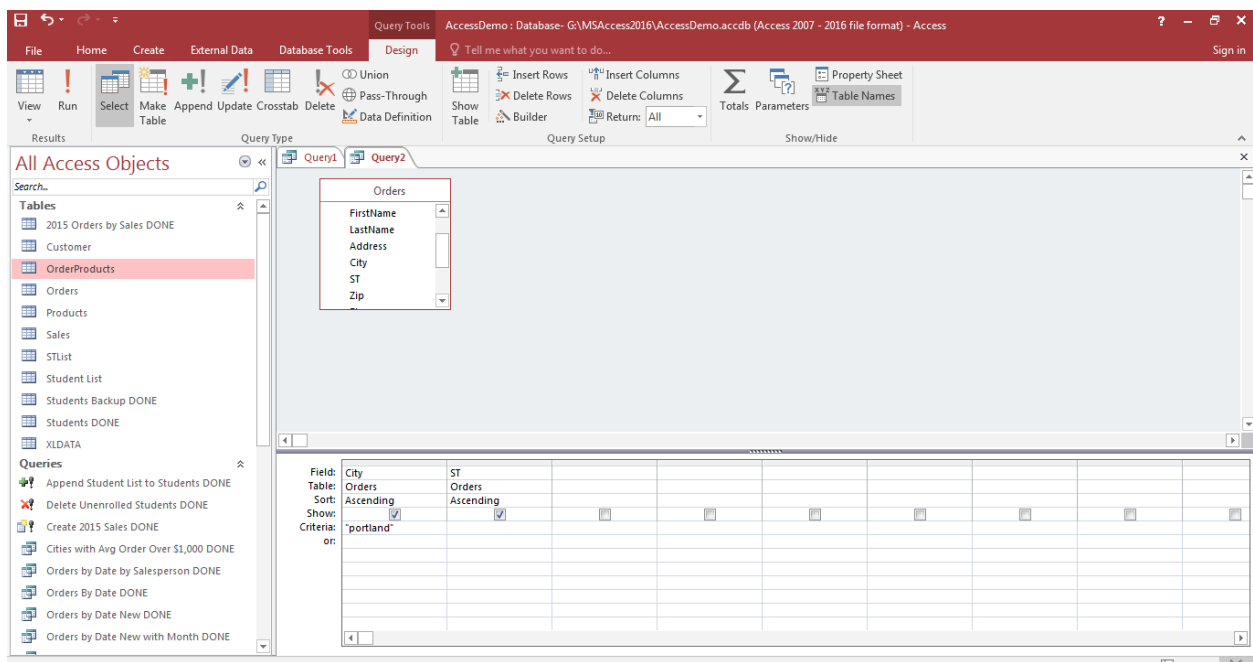 Query Tools AccessDemo : Database- G:\MSAccess2016\AccessDemo.accdb (Access 2007 - 2016 file format) - Access ?
File Home Create External Data Database Tools Design Tell me what you want to do... Sign in
View Run Select Make Table Append Update Crosstab Delete
Union
Pass-Through
Data Definition
Show Table
Insert Rows
Delete Rows
Builder
Insert Columns
Delete Columns
Return: All
Totals Parameters
Property Sheet
Table Names
Results Query Type Query Setup Show/Hide
All Access Objects
Search...
Tables
2015 Orders by Sales DONE
Customer
OrderProducts
Orders
Products
Sales
STList
Student List
Students Backup DONE
Students DONE
XLDATA
Queries
Append Student List to Students DONE
Delete Unenrolled Students DONE
Create 2015 Sales DONE
Cities with Avg Order Over $1,000 DONE
Orders by Date by Salesperson DONE
Orders By Date DONE
Orders by Date New DONE
Orders by Date New with Month DONE
Query1 Query2
Orders
FirstName
LastName
Address
City
ST
Zip
Field: City ST
Table: Orders Orders
Sort: Ascending Ascending
Show:
Criteria: "portland"
or: